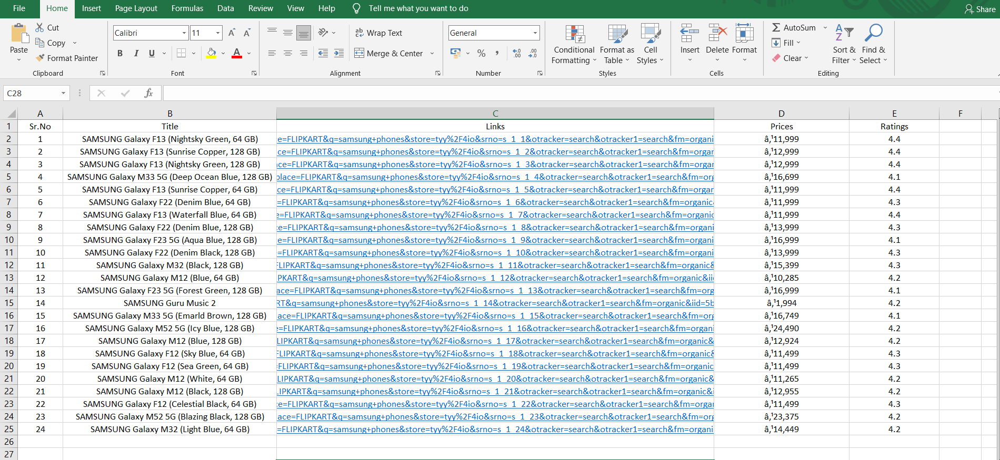 File Home Insert Page Layout Formulas Data Review View Help Tell me what you want to do Share
Paste Cut Copy Format Painter Clipboard
Calibri 11 A A B I U A Font
ab Wrap Text Merge & Center Alignment
General % , .00 .00 Number
Conditional Formatting Format as Table Cell Styles Styles
Insert Delete Format Cells
AutoSum Fill Clear Sort & Filter Find & Select Editing
C28 fx
A B C D E F
1 Sr.No Title Links Prices Ratings
2 1 SAMSUNG Galaxy F13 (Nightsky Green, 64 GB) e=FLIPKART&q=samsung+phones&store=tyy%2F4io&srno=s_1_1&otracker=search&otracker1=search&fm=organi â‚¹11,999 4.4
3 2 SAMSUNG Galaxy F13 (Sunrise Copper, 128 GB) ce=FLIPKART&q=samsung+phones&store=tyy%2F4io&srno=s_1_2&otracker=search&otracker1=search&fm=organ â‚¹12,999 4.4
4 3 SAMSUNG Galaxy F13 (Nightsky Green, 128 GB) ce=FLIPKART&q=samsung+phones&store=tyy%2F4io&srno=s_1_3&otracker=search&otracker1=search&fm=organ â‚¹12,999 4.4
5 4 SAMSUNG Galaxy M33 5G (Deep Ocean Blue, 128 GB) place=FLIPKART&q=samsung+phones&store=tyy%2F4io&srno=s_1_4&otracker=search&otracker1=search&fm=org â‚¹16,699 4.1
6 5 SAMSUNG Galaxy F13 (Sunrise Copper, 64 GB) ce=FLIPKART&q=samsung+phones&store=tyy%2F4io&srno=s_1_5&otracker=search&otracker1=search&fm=organ â‚¹11,999 4.4
7 6 SAMSUNG Galaxy F22 (Denim Blue, 64 GB) =FLIPKART&q=samsung+phones&store=tyy%2F4io&srno=s_1_6&otracker=search&otracker1=search&fm=organic& â‚¹11,999 4.3
8 7 SAMSUNG Galaxy F13 (Waterfall Blue, 64 GB) e=FLIPKART&q=samsung+phones&store=tyy%2F4io&srno=s_1_7&otracker=search&otracker1=search&fm=organic â‚¹11,999 4.4
9 8 SAMSUNG Galaxy F22 (Denim Blue, 128 GB) ce=FLIPKART&q=samsung+phones&store=tyy%2F4io&srno=s_1_8&otracker=search&otracker1=search&fm=organi â‚¹13,999 4.3
10 9 SAMSUNG Galaxy F23 5G (Aqua Blue, 128 GB) e=FLIPKART&q=samsung+phones&store=tyy%2F4io&srno=s_1_9&otracker=search&otracker1=search&fm=organi â‚¹16,999 4.1
11 10 SAMSUNG Galaxy F22 (Denim Black, 128 GB) =FLIPKART&q=samsung+phones&store=tyy%2F4io&srno=s_1_10&otracker=search&otracker1=search&fm=organi â‚¹13,999 4.3
12 11 SAMSUNG Galaxy M32 (Black, 128 GB) FLIPKART&q=samsung+phones&store=tyy%2F4io&srno=s_1_11&otracker=search&otracker1=search&fm=organic& â‚¹15,399 4.3
13 12 SAMSUNG Galaxy M12 (Blue, 64 GB) PKART&q=samsung+phones&store=tyy%2F4io&srno=s_1_12&otracker=search&otracker1=search&fm=organic&ii â‚¹10,285 4.2
14 13 SAMSUNG Galaxy F23 5G (Forest Green, 128 GB) ace=FLIPKART&q=samsung+phones&store=tyy%2F4io&srno=s_1_13&otracker=search&otracker1=search&fm=org â‚¹16,999 4.1
15 14 SAMSUNG Guru Music 2 RT&q=samsung+phones&store=tyy%2F4io&srno=s_1_14&otracker=search&otracker1=search&fm=organic&iid=5b â‚¹1,994 4.2
16 15 SAMSUNG Galaxy M33 5G (Emarld Brown, 128 GB) lace=FLIPKART&q=samsung+phones&store=tyy%2F4io&srno=s_1_15&otracker=search&otracker1=search&fm=org â‚¹16,749 4.1
17 16 SAMSUNG Galaxy M52 5G (Icy Blue, 128 GB) e=FLIPKART&q=samsung+phones&store=tyy%2F4io&srno=s_1_16&otracker=search&otracker1=search&fm=organi â‚¹24,490 4.2
18 17 SAMSUNG Galaxy M12 (Blue, 128 GB) LIPKART&q=samsung+phones&store=tyy%2F4io&srno=s_1_17&otracker=search&otracker1=search&fm=organic& â‚¹12,924 4.2
19 18 SAMSUNG Galaxy F12 (Sky Blue, 64 GB) FLIPKART&q=samsung+phones&store=tyy%2F4io&srno=s_1_18&otracker=search&otracker1=search&fm=organic& â‚¹11,499 4.3
20 19 SAMSUNG Galaxy F12 (Sea Green, 64 GB) =FLIPKART&q=samsung+phones&store=tyy%2F4io&srno=s_1_19&otracker=search&otracker1=search&fm=organic â‚¹11,499 4.3
21 20 SAMSUNG Galaxy M12 (White, 64 GB) LIPKART&q=samsung+phones&store=tyy%2F4io&srno=s_1_20&otracker=search&otracker1=search&fm=organic& â‚¹11,265 4.2
22 21 SAMSUNG Galaxy M12 (Black, 128 GB) LIPKART&q=samsung+phones&store=tyy%2F4io&srno=s_1_21&otracker=search&otracker1=search&fm=organic&i â‚¹12,955 4.2
23 22 SAMSUNG Galaxy F12 (Celestial Black, 64 GB) ce=FLIPKART&q=samsung+phones&store=tyy%2F4io&srno=s_1_22&otracker=search&otracker1=search&fm=organ â‚¹11,499 4.3
24 23 SAMSUNG Galaxy M52 5G (Blazing Black, 128 GB) ace=FLIPKART&q=samsung+phones&store=tyy%2F4io&srno=s_1_23&otracker=search&otracker1=search&fm=org â‚¹23,375 4.2
25 24 SAMSUNG Galaxy M32 (Light Blue, 64 GB) =FLIPKART&q=samsung+phones&store=tyy%2F4io&srno=s_1_24&otracker=search&otracker1=search&fm=organi â‚¹14,449 4.2
26
27